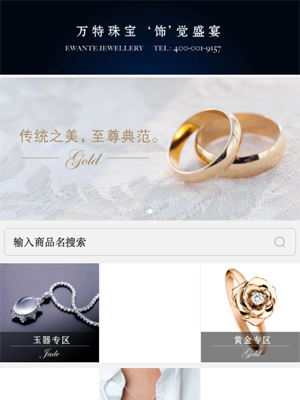 万特珠宝 ‘饰’觉盛宴
EWANTE JEWELLERY TEL: 400-001-9157
传统之美，至尊典范。
Gold
输入商品名搜索
玉器专区
Jade
黄金专区
Gold